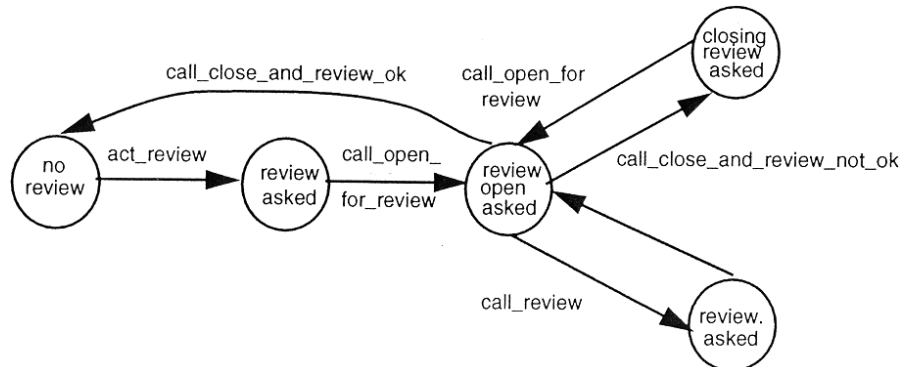 closing
review
asked
call_close_and_review_ok
call_open_for
review
no
review
act_review
review
asked
call_open_
for_review
review
open
asked
call_close_and_review_not_ok
call_review
review.
asked